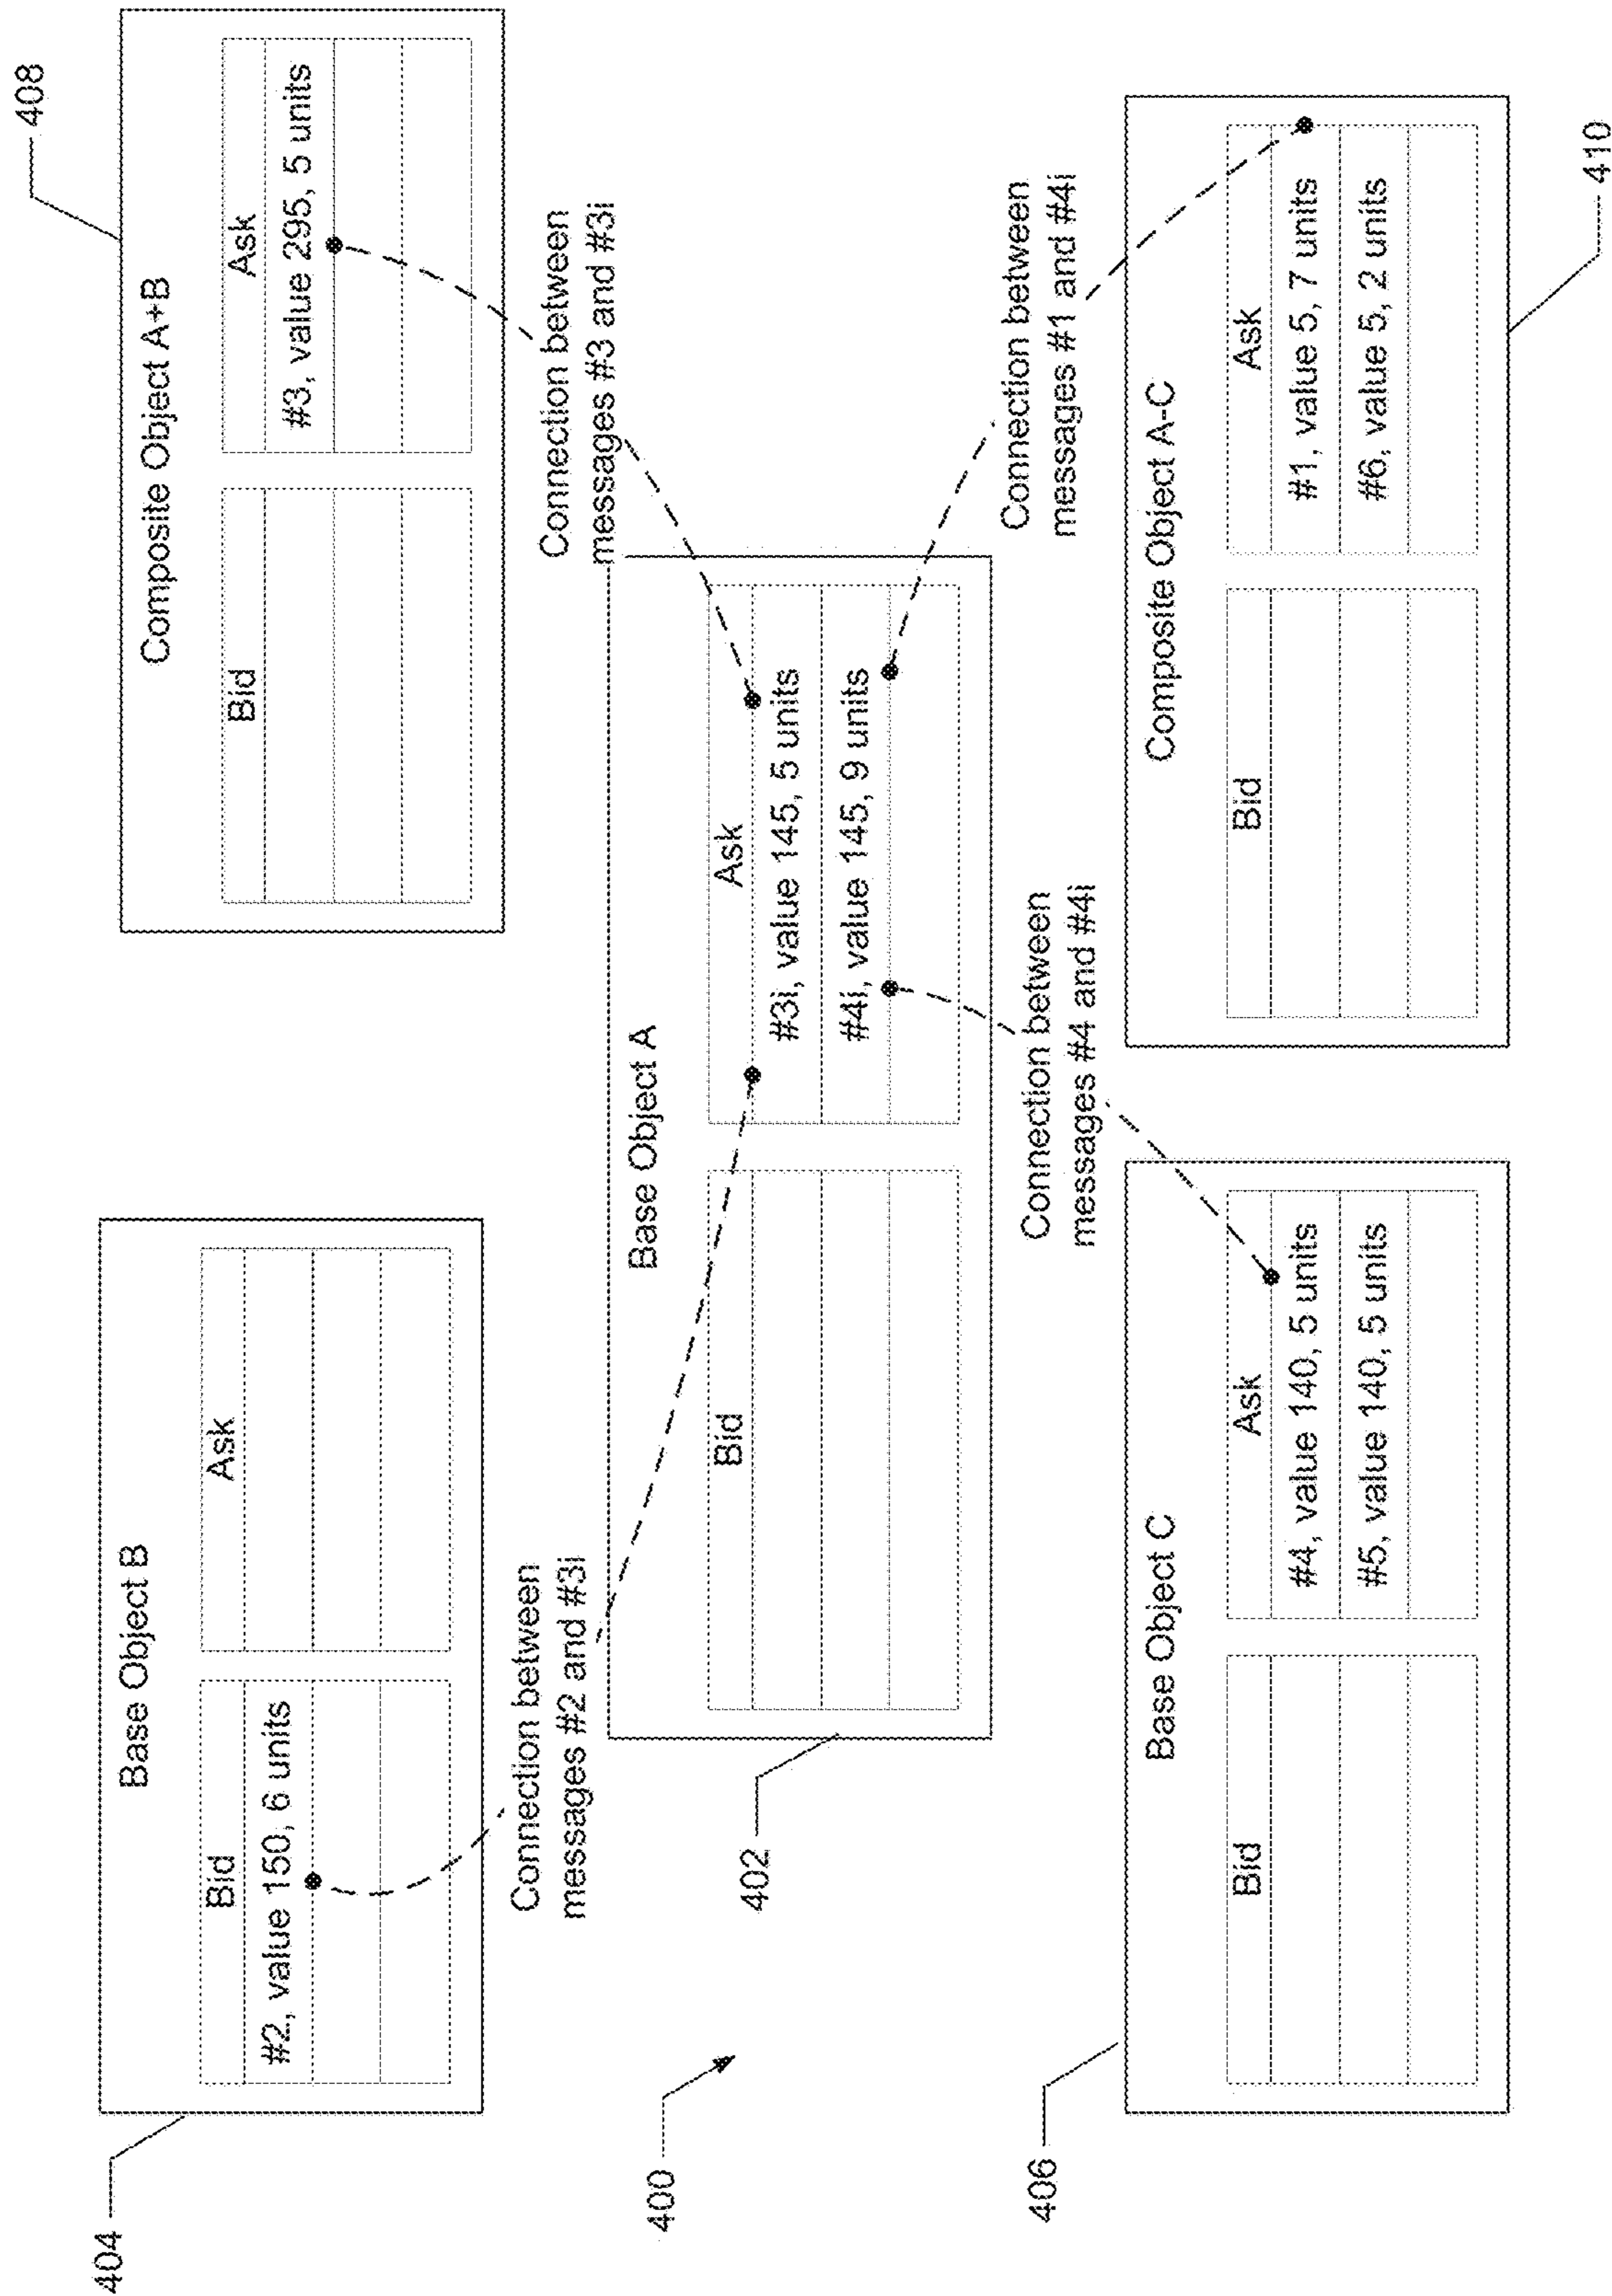 404
Base Object B
Bid
Ask
#2, value 150, 6 units
408
Composite Object A+B
Bid
Ask
#3, value 295, 5 units
Connection between
messages #2 and #3i
Connection between
messages #3 and #3i
400
402
Base Object A
Bid
Ask
#3i, value 145, 5 units
#4i, value 145, 9 units
Connection between
messages #4 and #4i
Connection between
messages #1 and #4i
406
Base Object C
Bid
Ask
#4, value 140, 5 units
#5, value 140, 5 units
Composite Object A-C
Bid
Ask
#1, value 5, 7 units
#6, value 5, 2 units
410